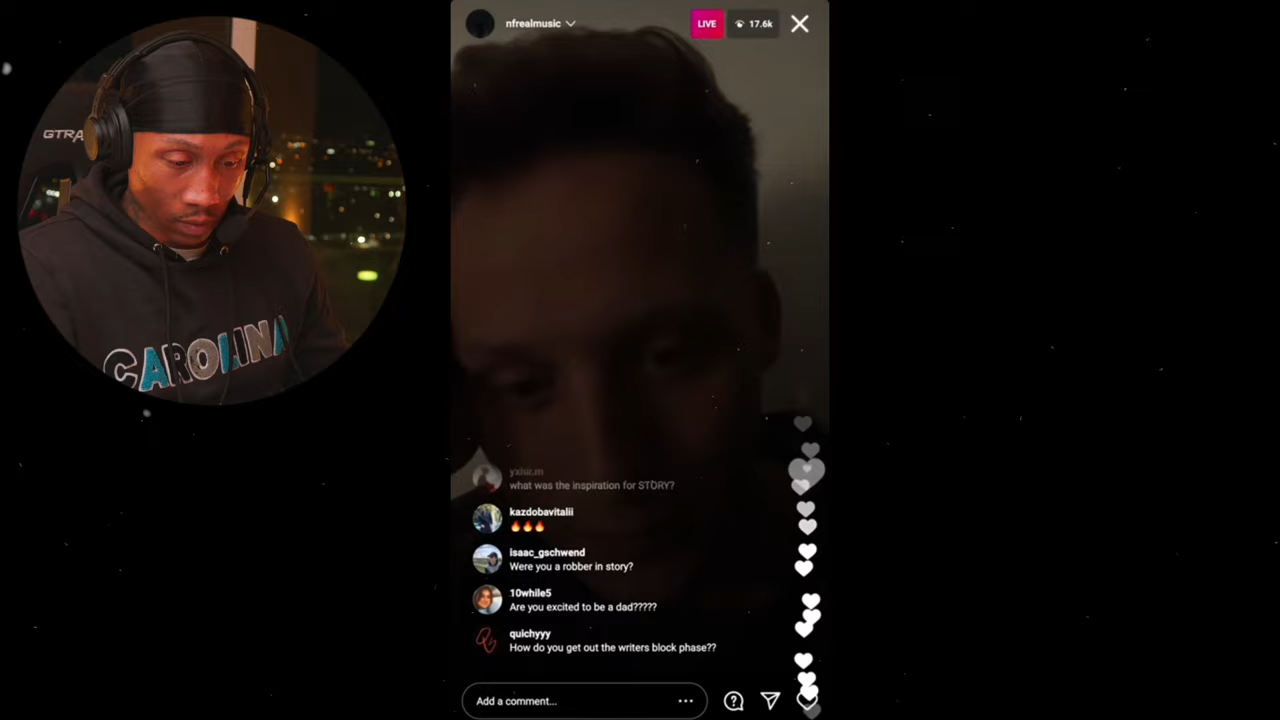 nfrealmusic
LIVE
17.6k
GTRA
CAROLINA
yxisir.m
what was the inspiration for STORY?
kazdobavitalii
🔥🔥🔥
isaac_gschwend
Were you a robber in story?
10while5
Are you excited to be a dad?????
quichyyy
How do you get out the writers block phase??
Add a comment...